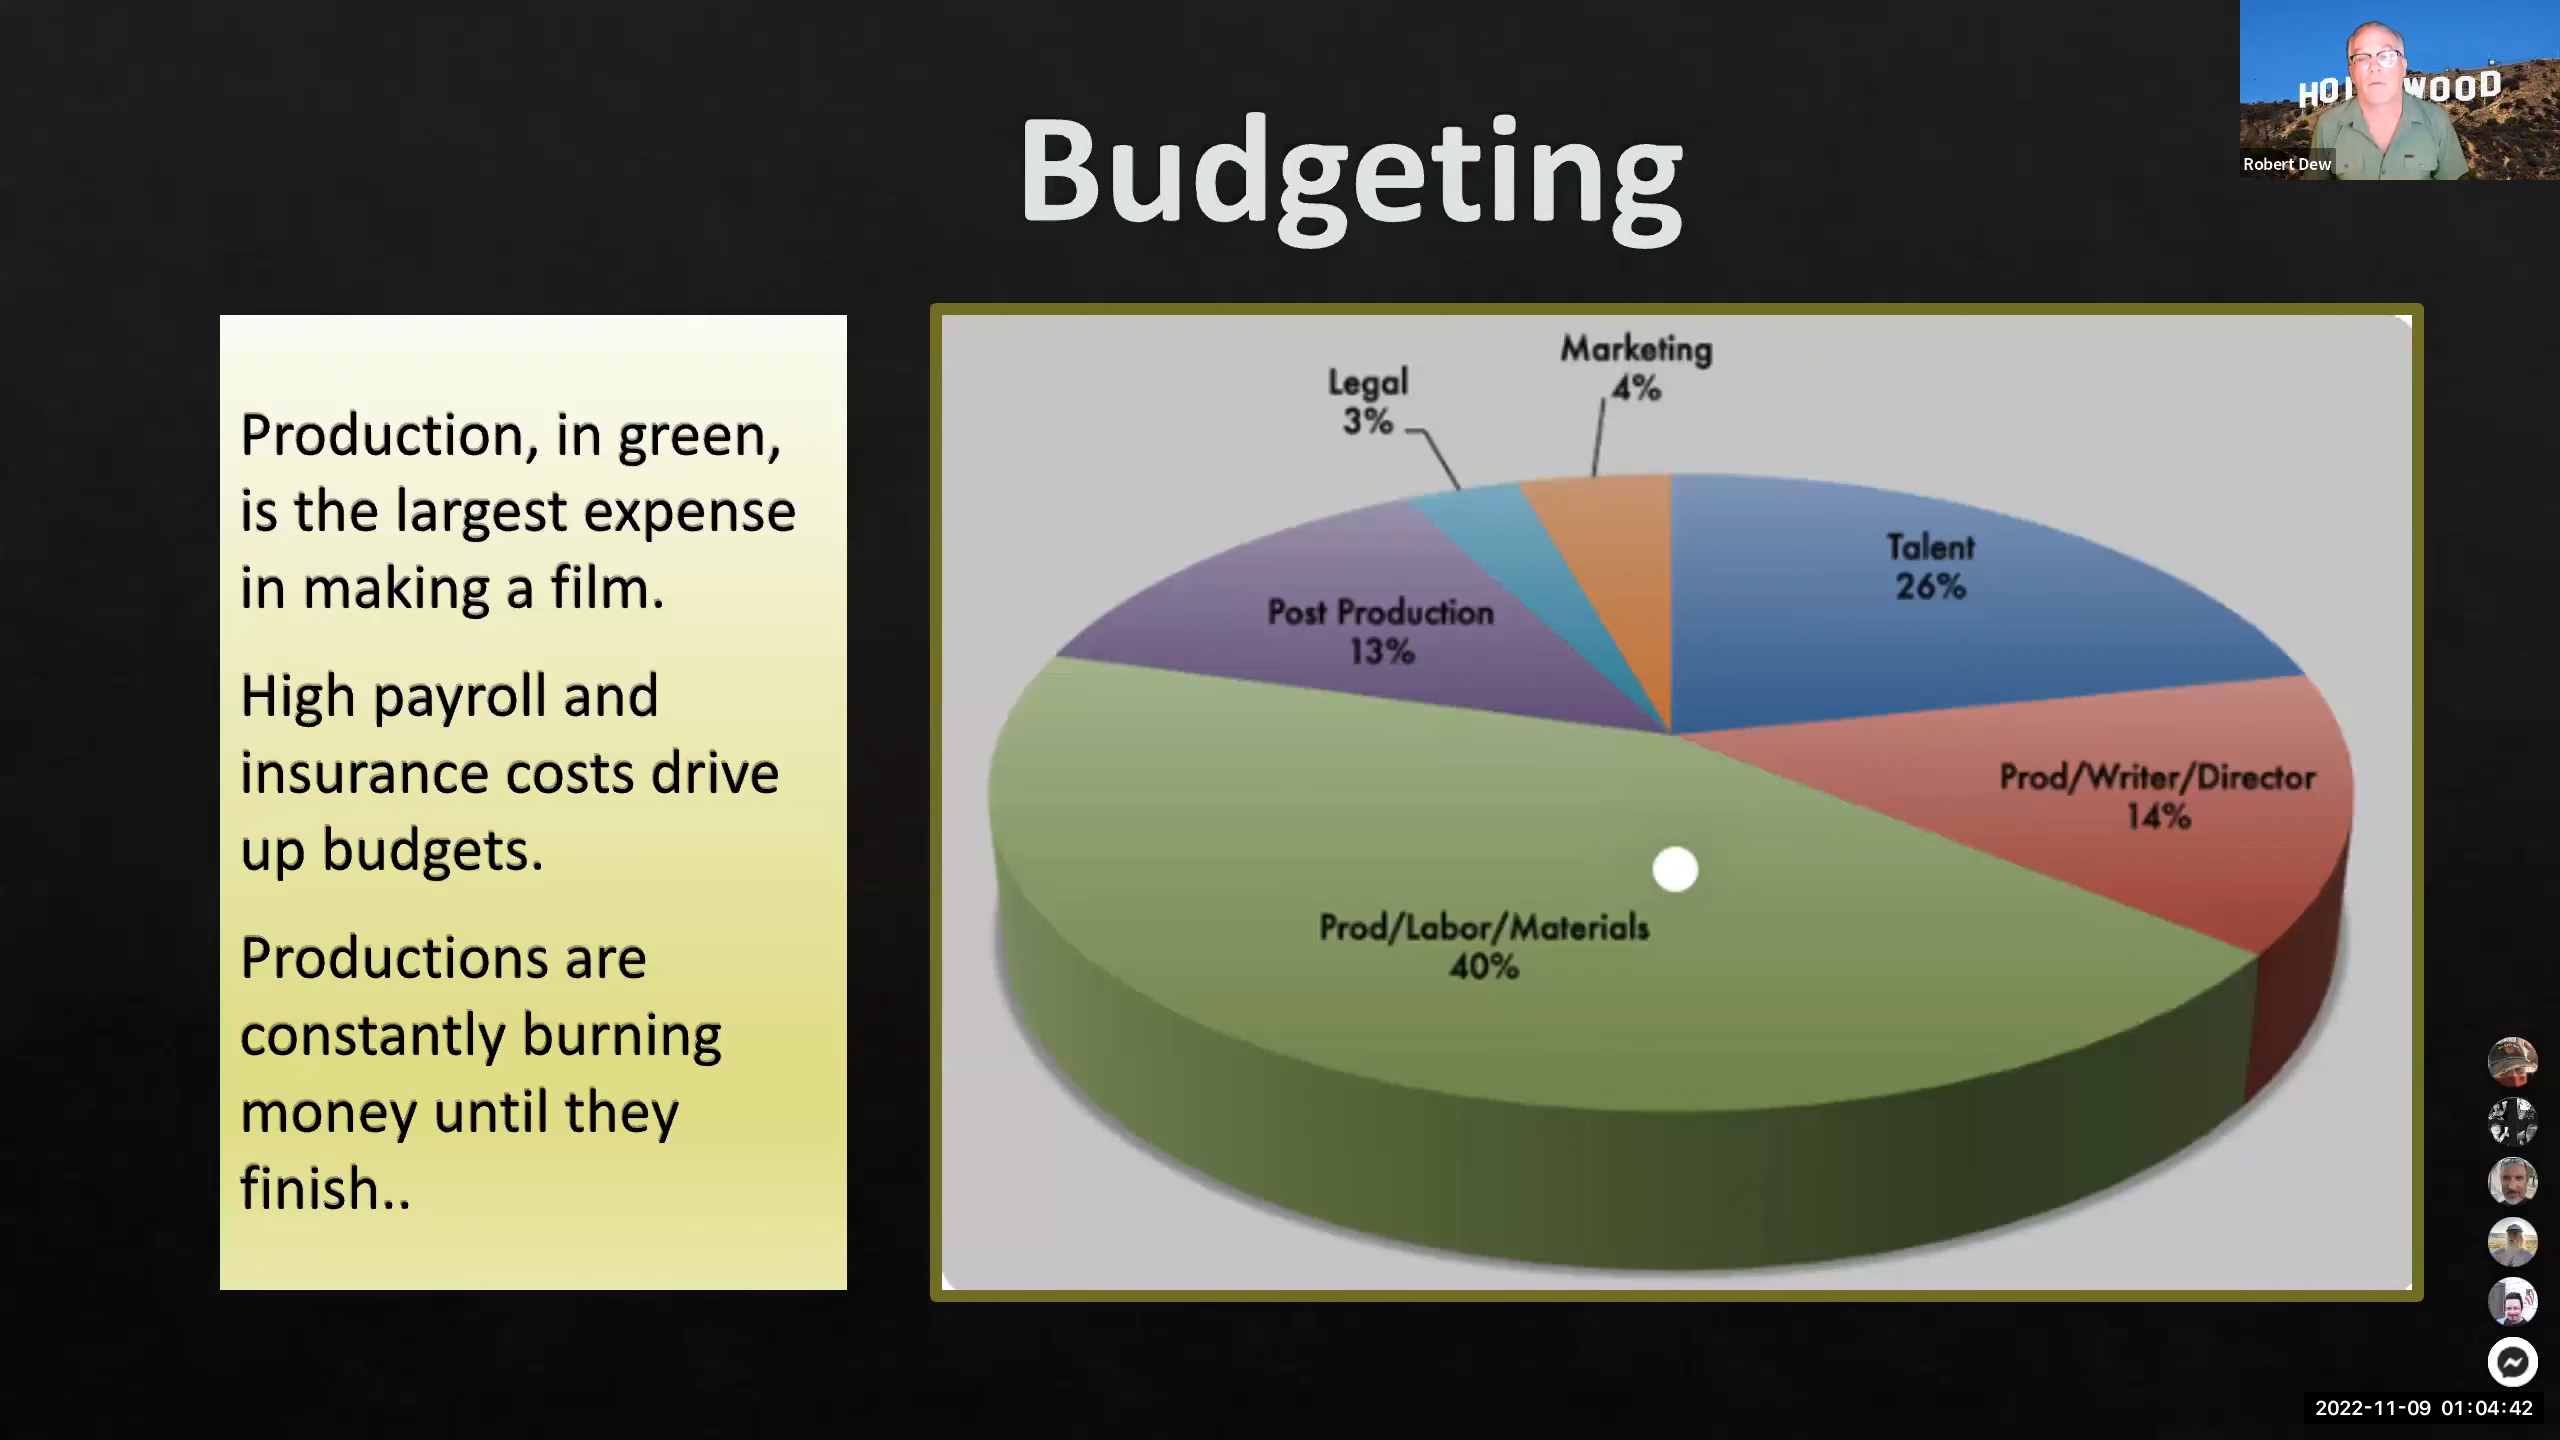 Budgeting
HOLLYWOOD
Robert Dew
Production, in green,
is the largest expense
in making a film.
High payroll and
insurance costs drive
up budgets.
Productions are
constantly burning
money until they
finish..
Marketing
4%
Legal
3%
Talent
26%
Post Production
13%
Prod/Writer/Director
14%
Prod/Labor/Materials
40%
2022-11-09 01:04:42